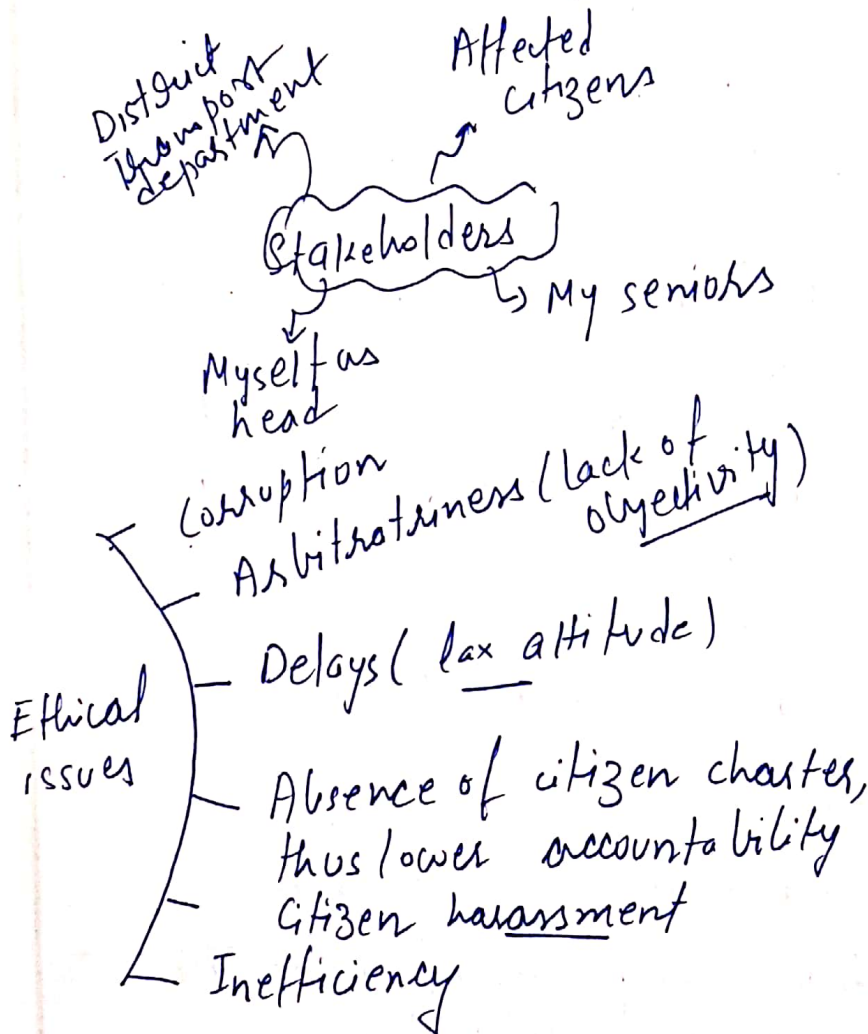 District
Transport
department
Affected
citizens
Stakeholders
My seniors
Myself as
head
Corruption
Arbitratriness (lack of
objectivity)
Delays ( lax attitude)
Ethical
issues
Absence of citizen charter,
thus lower accountability
Citizen harassment
Inefficiency